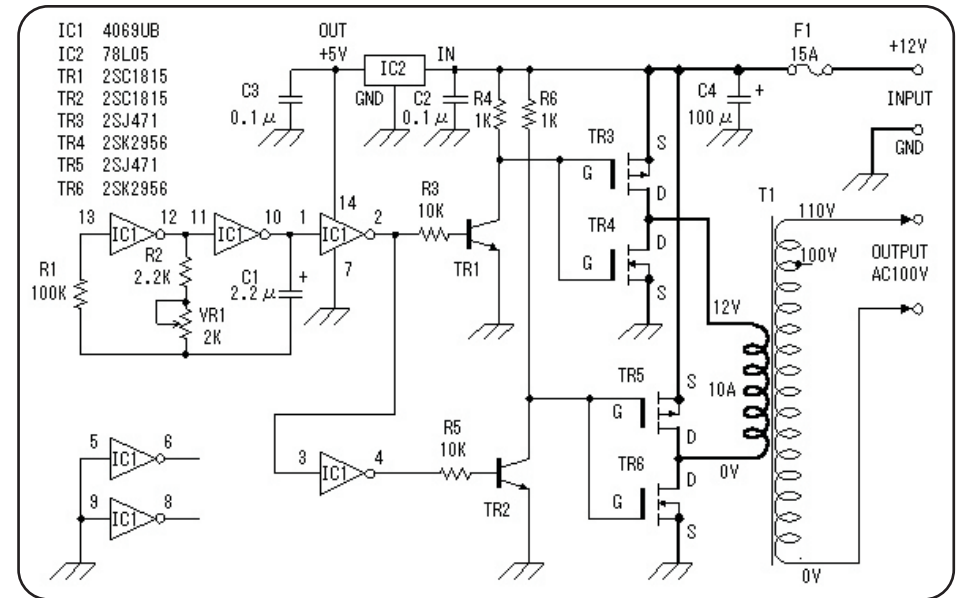 IC1 4069UB
IC2 78L05
TR1 2SC1815
TR2 2SC1815
TR3 2SJ471
TR4 2SK2956
TR5 2SJ471
TR6 2SK2956
OUT
+5V
IN
IC2
GND
C3
0.1μ
C2
0.1μ
R4
1K
R6
1K
F1
15A
+12V
INPUT
GND
C4
+
100μ
TR3
S
G
D
TR4
D
G
S
13
IC1
12
11
IC1
10
1
IC1
14
2
7
R3
10K
TR1
R1
100K
R2
2.2K
VR1
2K
C1
+
2.2μ
T1
110V
100V
OUTPUT
AC100V
12V
10A
0V
0V
TR5
S
G
D
TR6
D
G
S
R5
10K
3
IC1
4
TR2
5
IC1
6
9
IC1
8